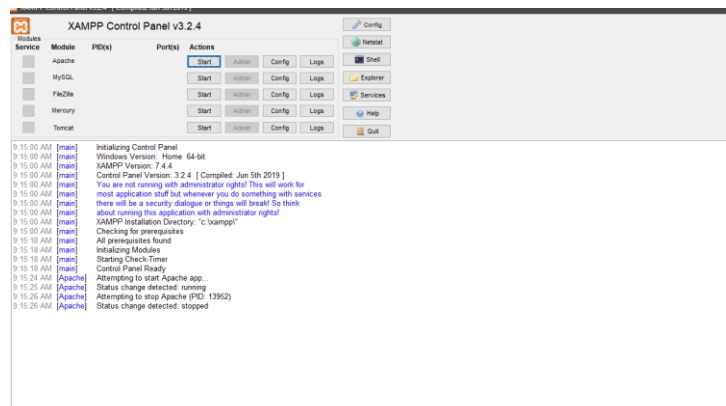 XAMPP Control Panel v3.2.4 [ Compiled: Jun 5th 2019 ]
XAMPP Control Panel v3.2.4
Config
Modules
Service Module PID(s) Port(s) Actions
Netstat
Apache Start Admin Config Logs
Shell
MySQL Start Admin Config Logs
Explorer
FileZilla Start Admin Config Logs
Services
Mercury Start Admin Config Logs
Help
Tomcat Start Admin Config Logs
Quit
9:15:00 AM [main] Initializing Control Panel
9:15:00 AM [main] Windows Version: Home 64-bit
9:15:00 AM [main] XAMPP Version: 7.4.4
9:15:00 AM [main] Control Panel Version: 3.2.4 [ Compiled: Jun 5th 2019 ]
9:15:00 AM [main] You are not running with administrator rights! This will work for
9:15:00 AM [main] most application stuff but whenever you do something with services
9:15:00 AM [main] there will be a security dialogue or things will break! So think
9:15:00 AM [main] about running this application with administrator rights!
9:15:00 AM [main] XAMPP Installation Directory: "c:\xampp\"
9:15:00 AM [main] Checking for prerequisites
9:15:18 AM [main] All prerequisites found
9:15:18 AM [main] Initializing Modules
9:15:18 AM [main] Starting Check-Timer
9:15:18 AM [main] Control Panel Ready
9:15:24 AM [Apache] Attempting to start Apache app...
9:15:25 AM [Apache] Status change detected: running
9:15:26 AM [Apache] Attempting to stop Apache (PID: 13952)
9:15:26 AM [Apache] Status change detected: stopped